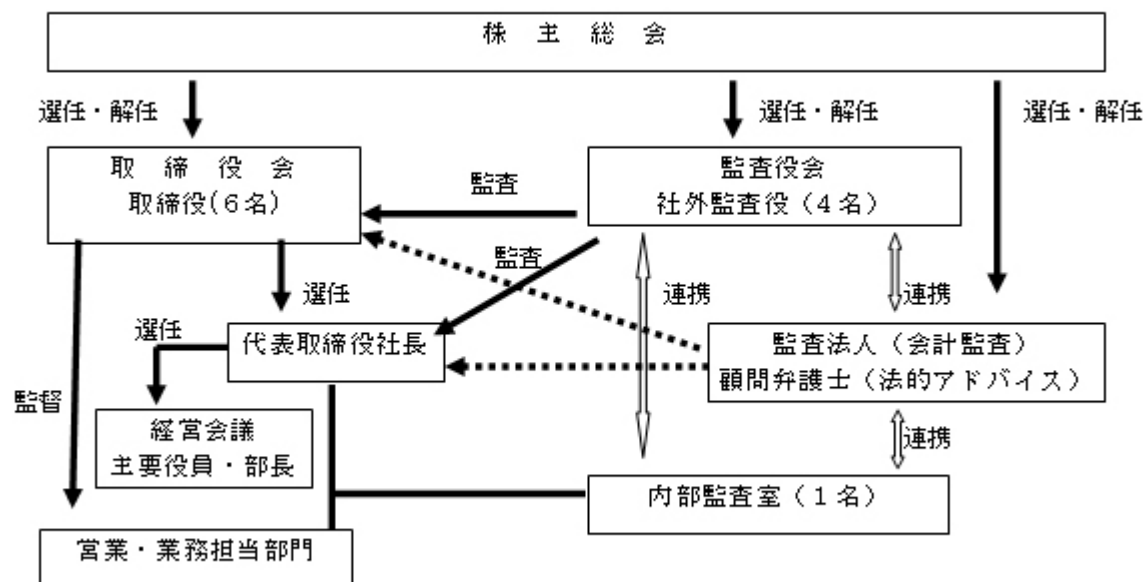 株主総会
選任・解任
選任・解任
選任・解任
取締役会
取締役(6名)
監査
監査役会
社外監査役(4名)
監査
選任
連携
連携
選任
代表取締役社長
監査法人(会計監査)
顧問弁護士(法的アドバイス)
監督
経営会議
主要役員・部長
連携
内部監査室(1名)
営業・業務担当部門